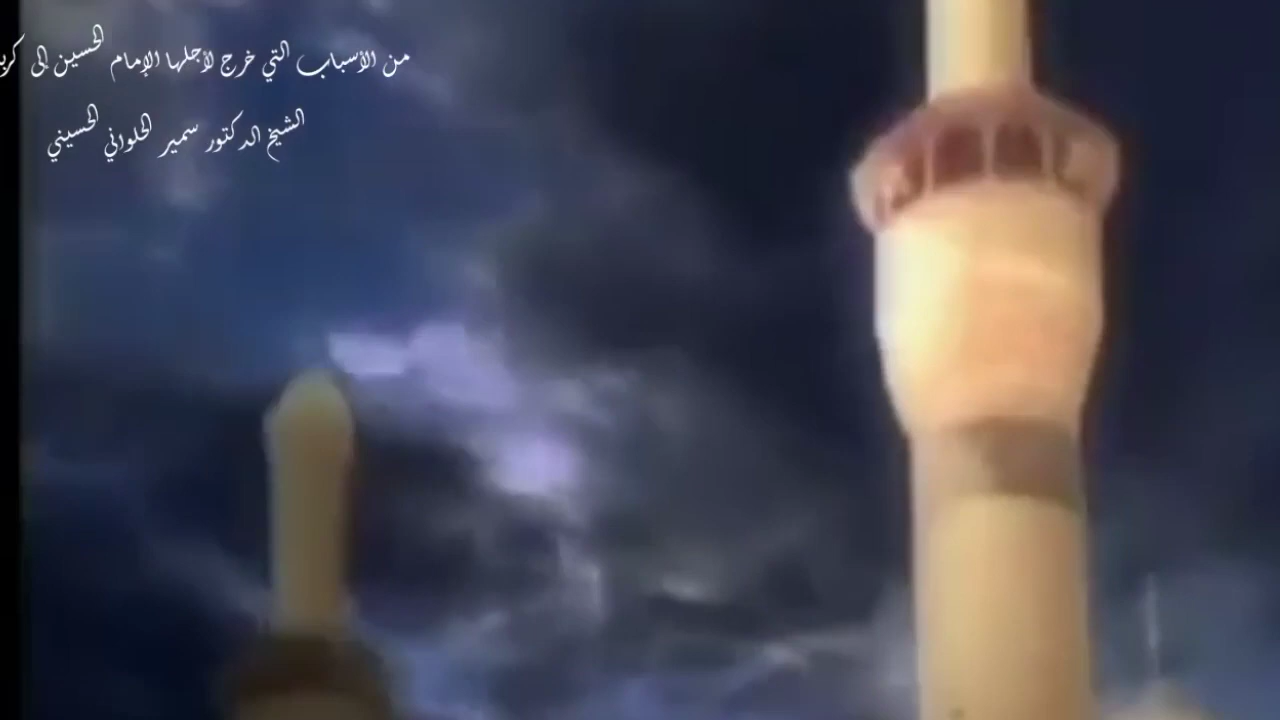 من الأسباب التي خرج لأجلها الإمام الحسين إلى
الشيخ الدكتور سمير الحلواني الحسيني